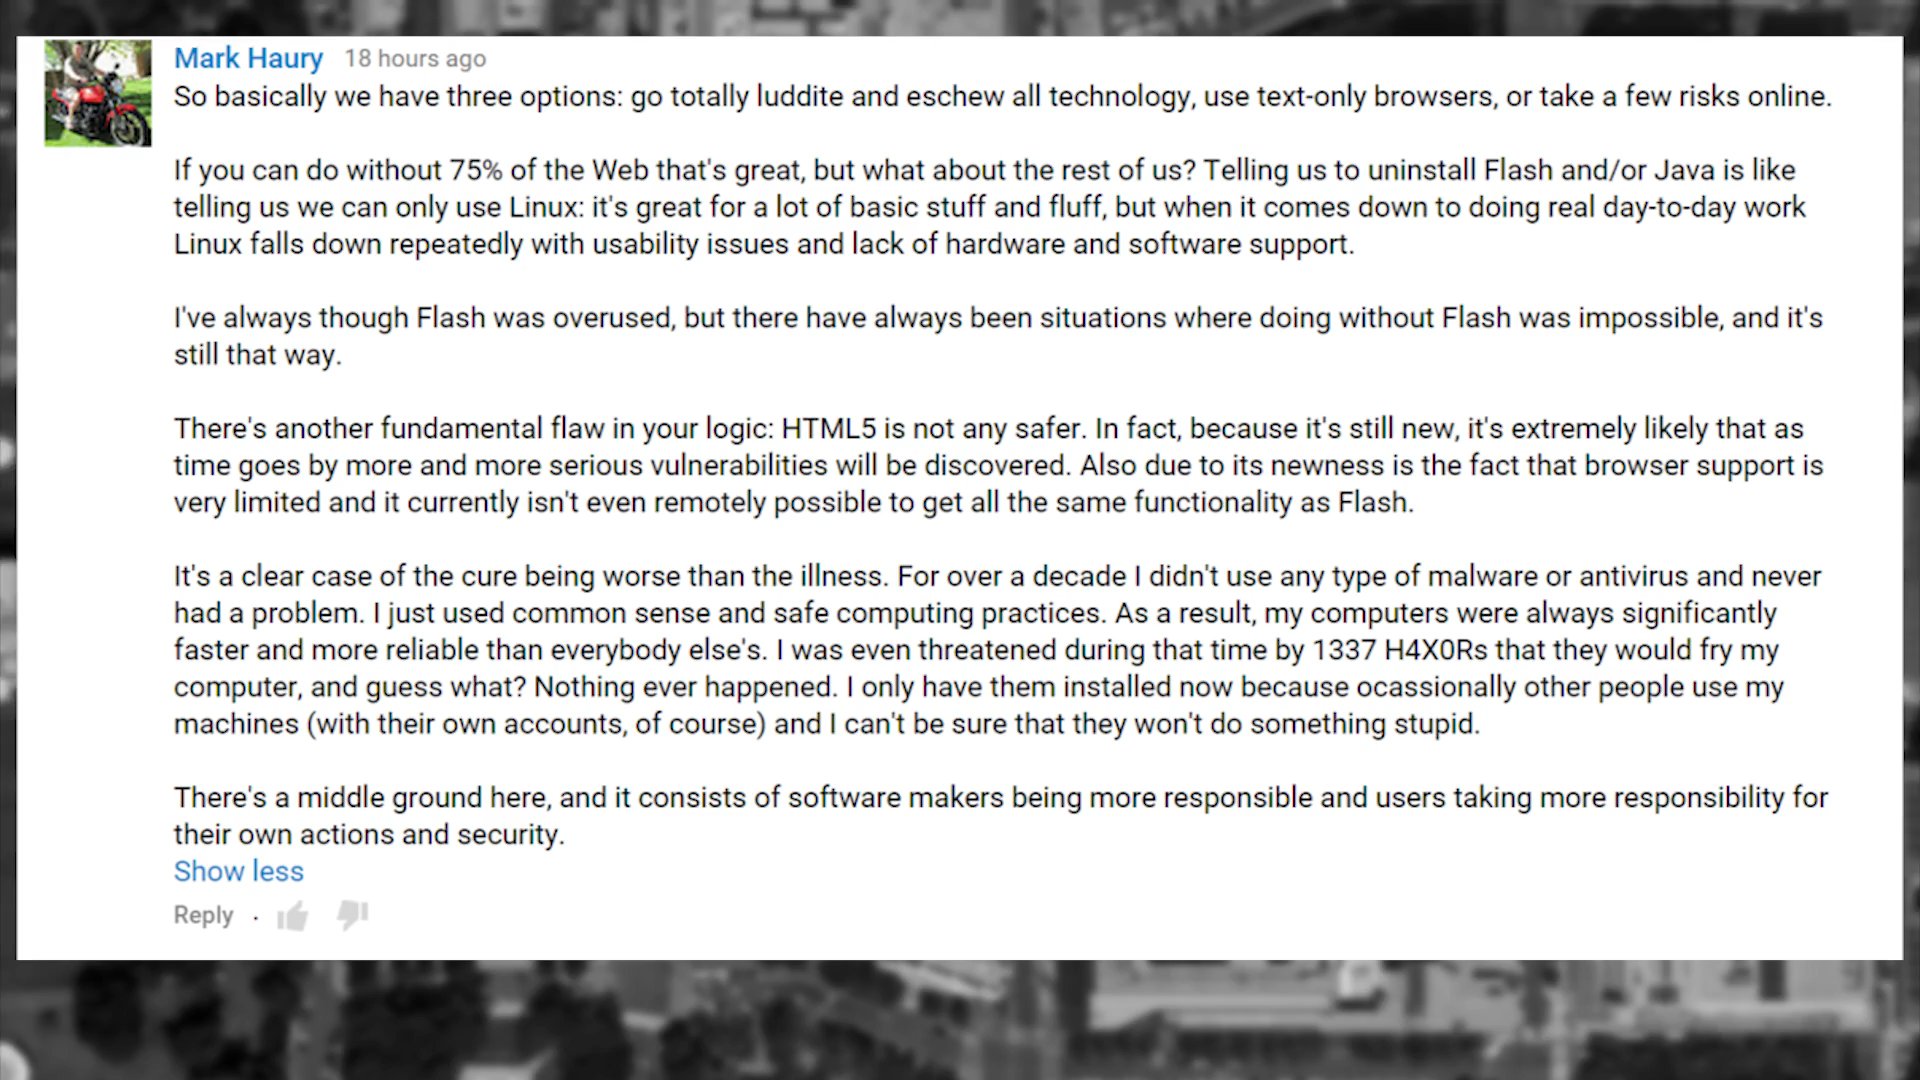 Mark Haury 18 hours ago
So basically we have three options: go totally luddite and eschew all technology, use text-only browsers, or take a few risks online.
If you can do without 75% of the Web that's great, but what about the rest of us? Telling us to uninstall Flash and/or Java is like
telling us we can only use Linux: it's great for a lot of basic stuff and fluff, but when it comes down to doing real day-to-day work
Linux falls down repeatedly with usability issues and lack of hardware and software support.
I've always though Flash was overused, but there have always been situations where doing without Flash was impossible, and it's
still that way.
There's another fundamental flaw in your logic: HTML5 is not any safer. In fact, because it's still new, it's extremely likely that as
time goes by more and more serious vulnerabilities will be discovered. Also due to its newness is the fact that browser support is
very limited and it currently isn't even remotely possible to get all the same functionality as Flash.
It's a clear case of the cure being worse than the illness. For over a decade I didn't use any type of malware or antivirus and never
had a problem. I just used common sense and safe computing practices. As a result, my computers were always significantly
faster and more reliable than everybody else's. I was even threatened during that time by 1337 H4X0Rs that they would fry my
computer, and guess what? Nothing ever happened. I only have them installed now because ocassionally other people use my
machines (with their own accounts, of course) and I can't be sure that they won't do something stupid.
There's a middle ground here, and it consists of software makers being more responsible and users taking more responsibility for
their own actions and security.
Show less
Reply ·